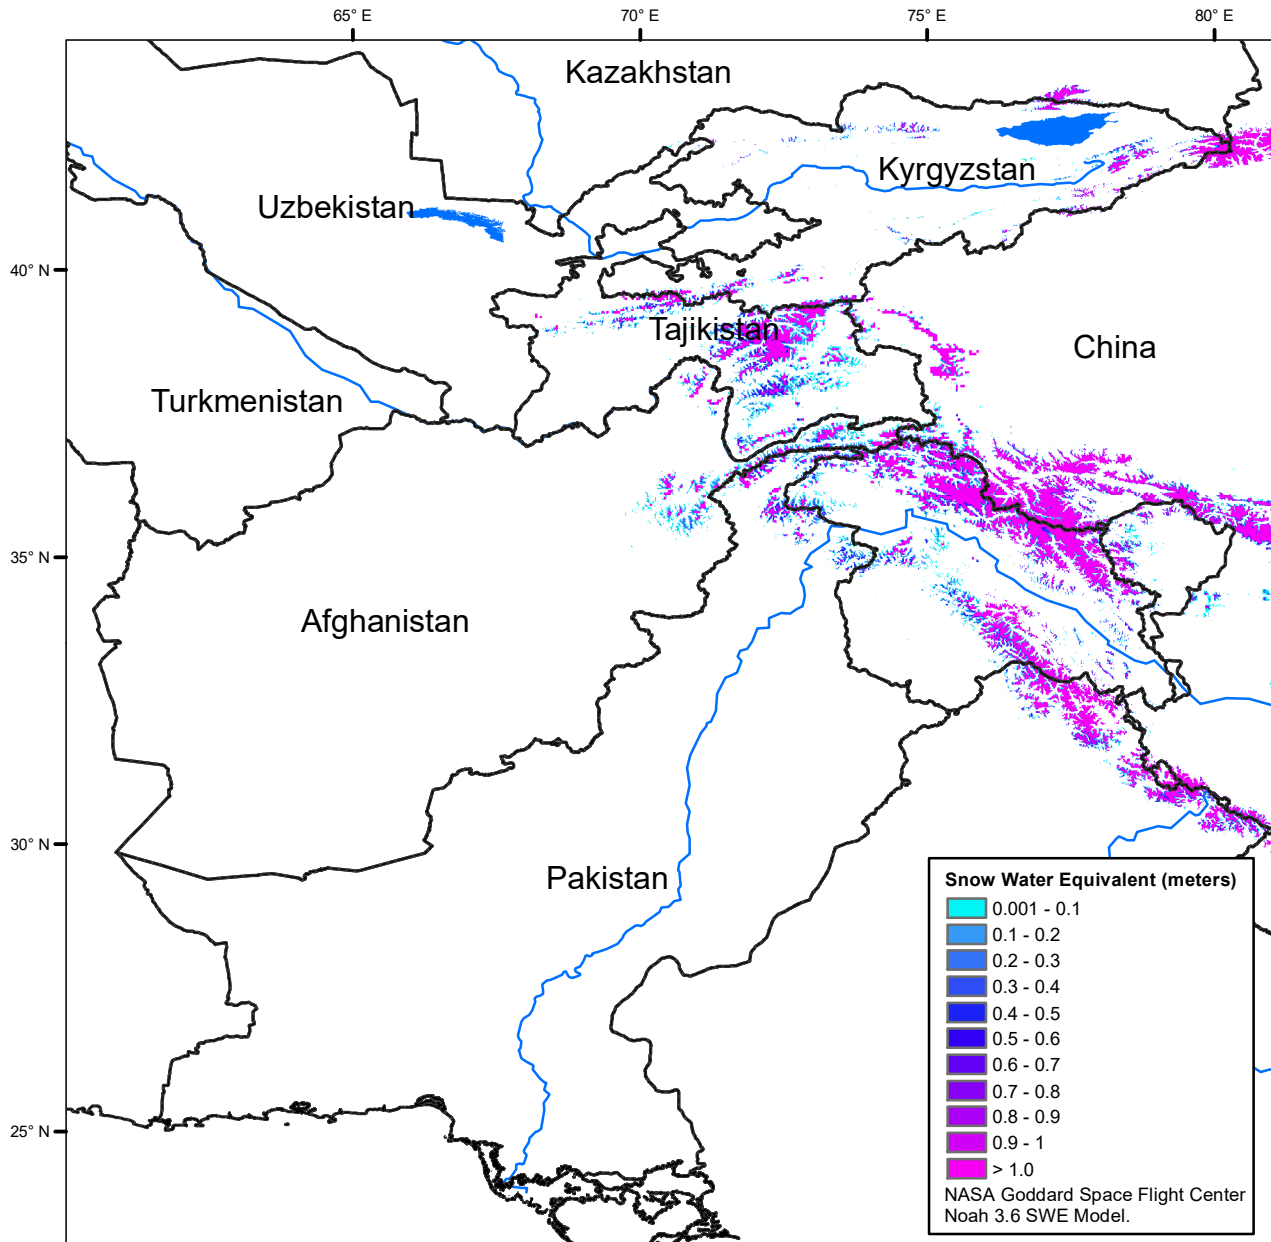 65° E
70° E
75° E
80° E
Kazakhstan
Kyrgyzstan
Uzbekistan
40° N
Tajikistan
China
Turkmenistan
35° N
Afghanistan
30° N
Pakistan
25° N
Snow Water Equivalent (meters)
0.001 - 0.1
0.1 - 0.2
0.2 - 0.3
0.3 - 0.4
0.4 - 0.5
0.5 - 0.6
0.6 - 0.7
0.7 - 0.8
0.8 - 0.9
0.9 - 1
> 1.0
NASA Goddard Space Flight Center
Noah 3.6 SWE Model.